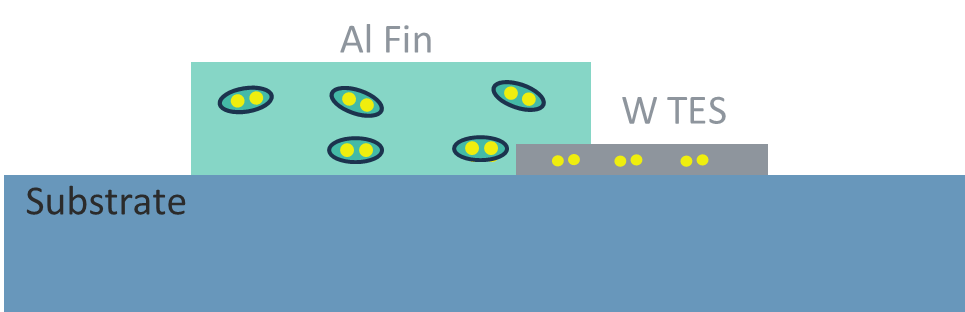 Al Fin
W TES
Substrate